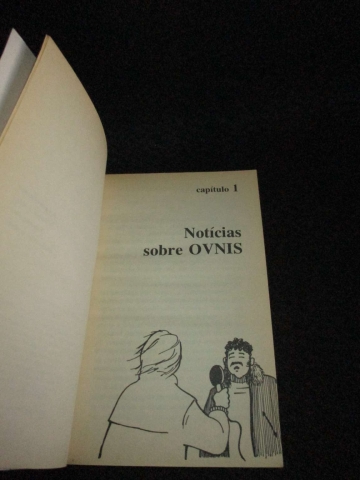 capítulo 1
Notícias
sobre OVNIS